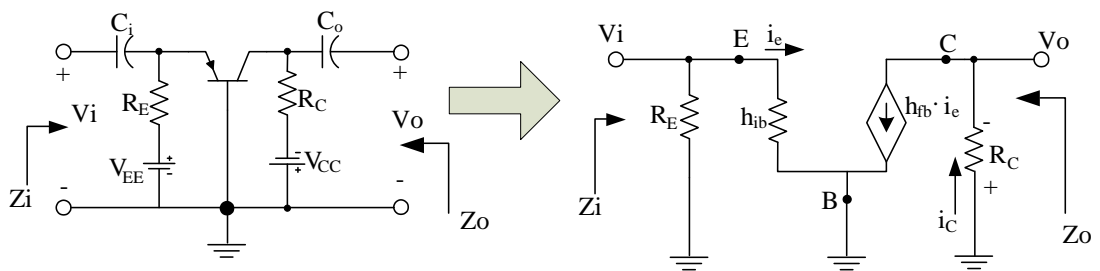 Ci
Co
+
+
RE
RC
Vi
Vo
VEE
+
-
VCC
-
+
Zi
-
-
Zo
Vi
E
ie
C
Vo
RE
hib
hfb· ie
-
RC
+
Zi
B
iC
Zo